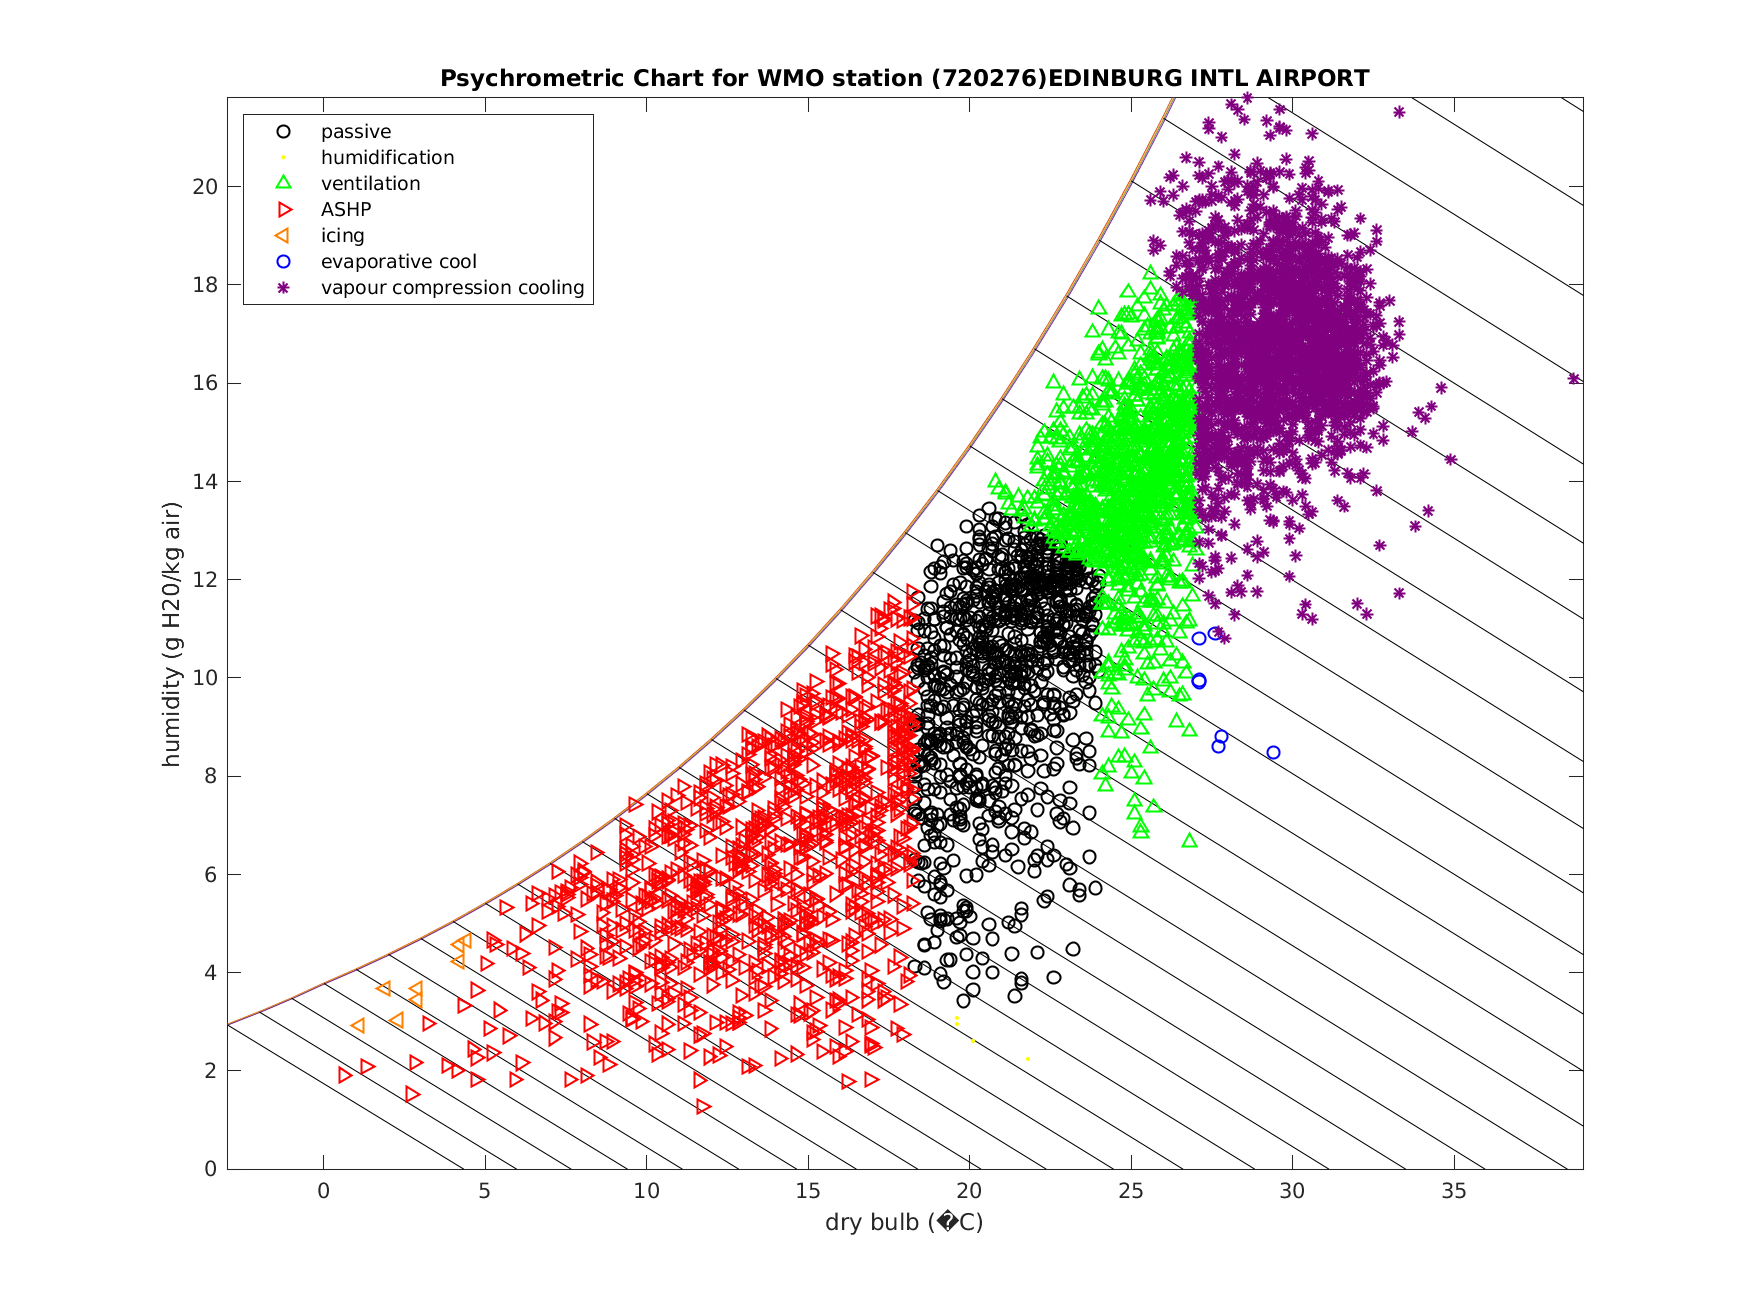 Psychrometric Chart for WMO station (720276)EDINBURG INTL AIRPORT
passive
humidification
ventilation
ASHP
icing
evaporative cool
vapour compression cooling
humidity (g H20/kg air)
20
18
16
14
12
10
8
6
4
2
0
0 5 10 15 20 25 30 35
dry bulb (�C)